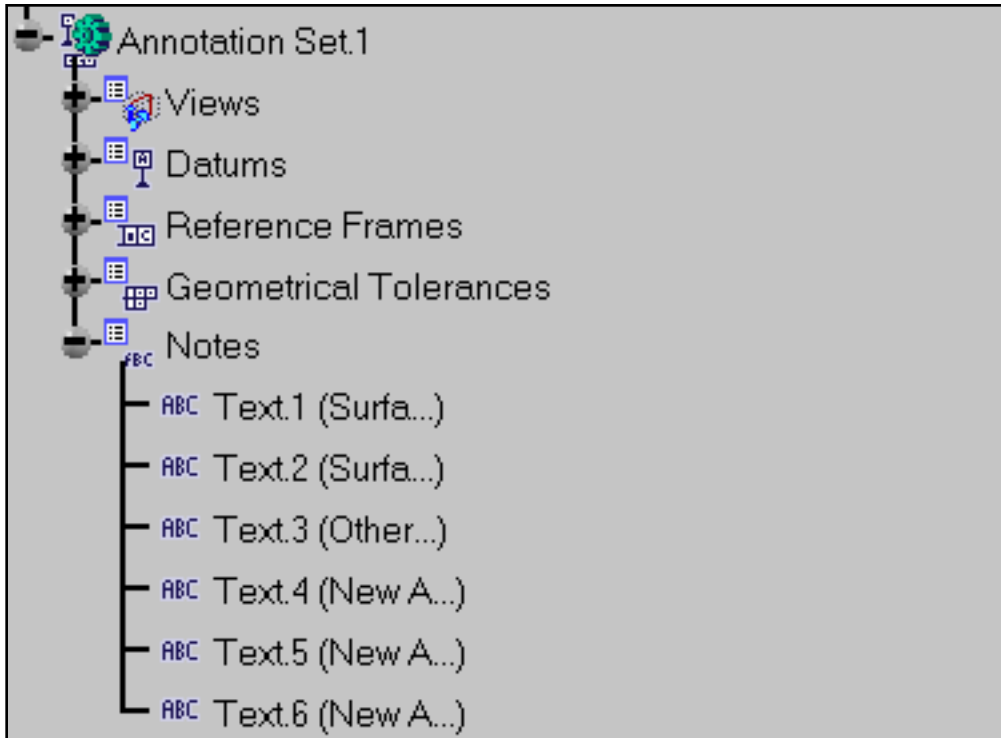 Annotation Set.1
Views
Datums
Reference Frames
Geometrical Tolerances
Notes
ABC Text.1 (Surfa...)
ABC Text.2 (Surfa...)
ABC Text.3 (Other...)
ABC Text.4 (New A...)
ABC Text.5 (New A...)
ABC Text.6 (New A...)